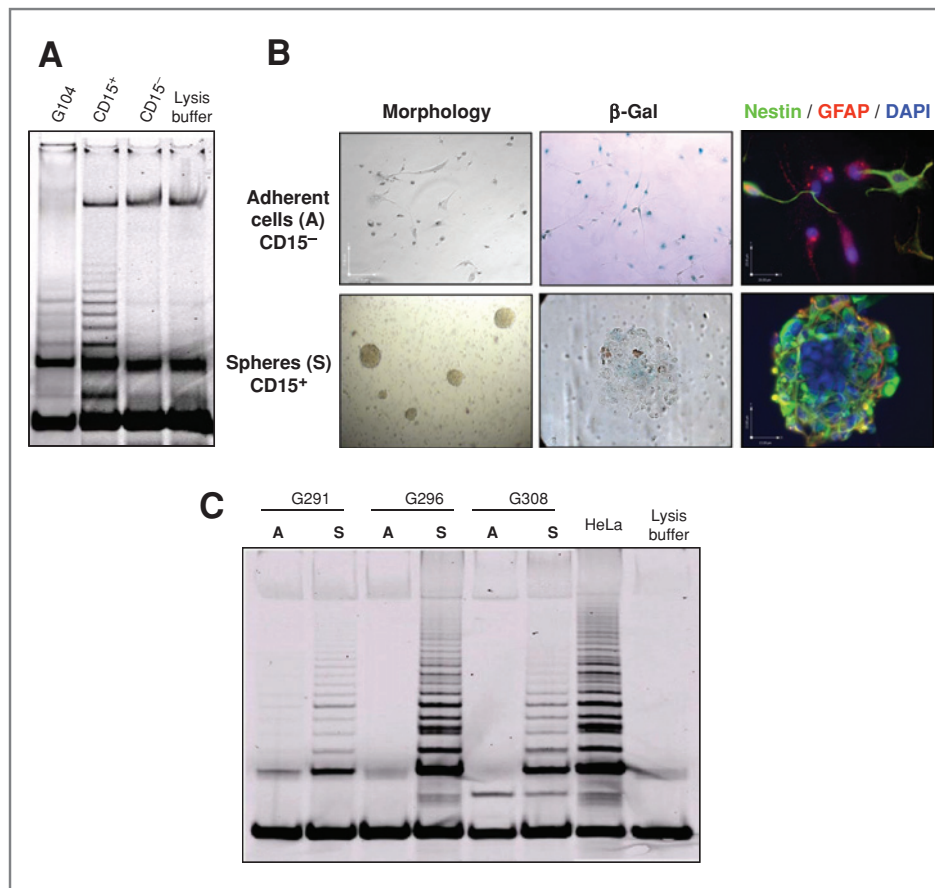 A
G104
CD15+
CD15–
Lysis
buffer
B
Morphology
β-Gal
Nestin / GFAP / DAPI
Adherent
cells (A)
CD15–
Spheres (S)
CD15+
C
G291
G296
G308
HeLa
Lysis
buffer
A
S
A
S
A
S